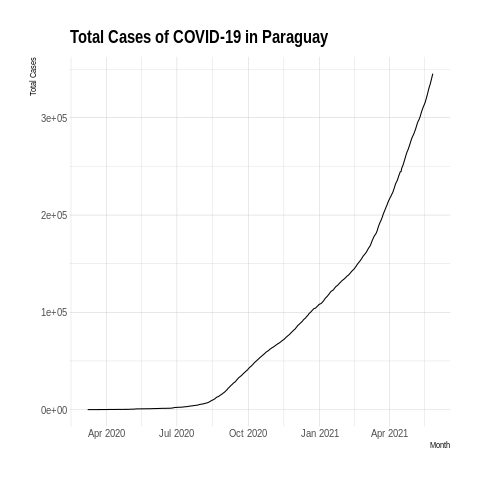 Total Cases of COVID-19 in Paraguay
Total Cases
3e+05
2e+05
1e+05
0e+00
Apr 2020 Jul 2020 Oct 2020 Jan 2021 Apr 2021
Month